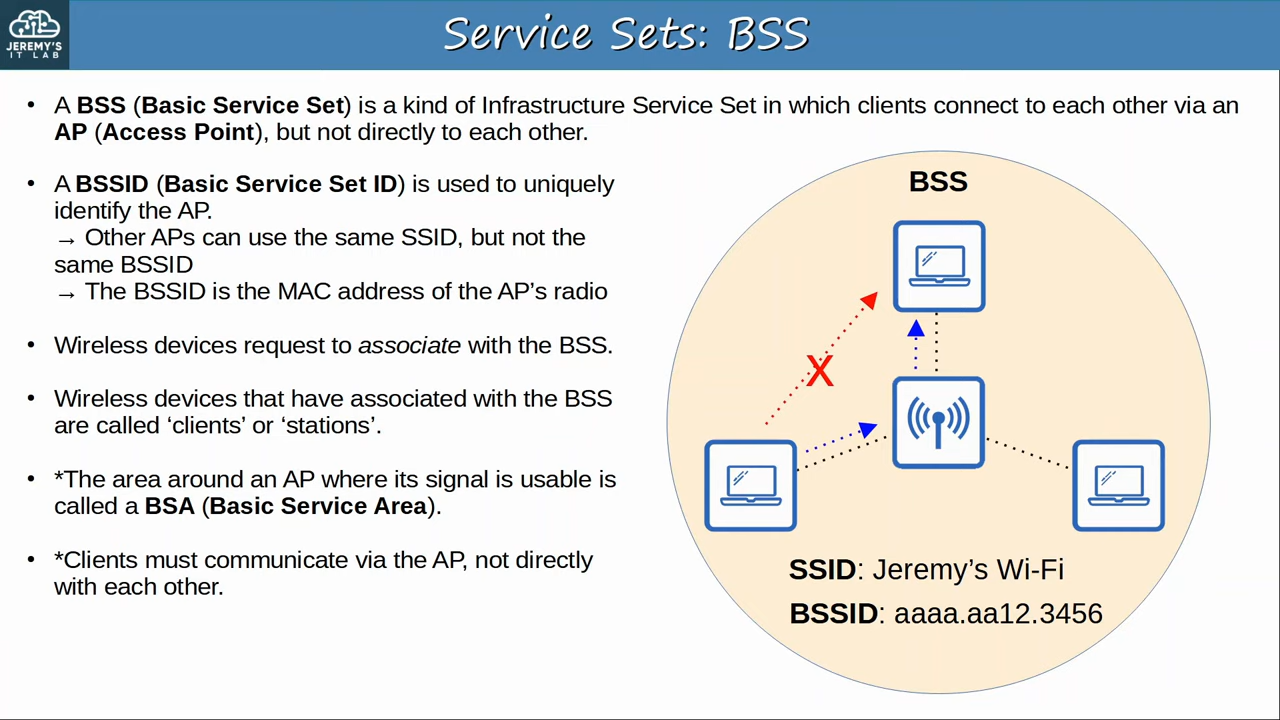 JEREMY'S
IT LAB
Service Sets: BSS
• A BSS (Basic Service Set) is a kind of Infrastructure Service Set in which clients connect to each other via an
AP (Access Point), but not directly to each other.
• A BSSID (Basic Service Set ID) is used to uniquely
identify the AP.
→ Other APs can use the same SSID, but not the
same BSSID
→ The BSSID is the MAC address of the AP’s radio
• Wireless devices request to associate with the BSS.
• Wireless devices that have associated with the BSS
are called ‘clients’ or ‘stations’.
• *The area around an AP where its signal is usable is
called a BSA (Basic Service Area).
• *Clients must communicate via the AP, not directly
with each other.
BSS
X
SSID: Jeremy’s Wi-Fi
BSSID: aaaa.aa12.3456